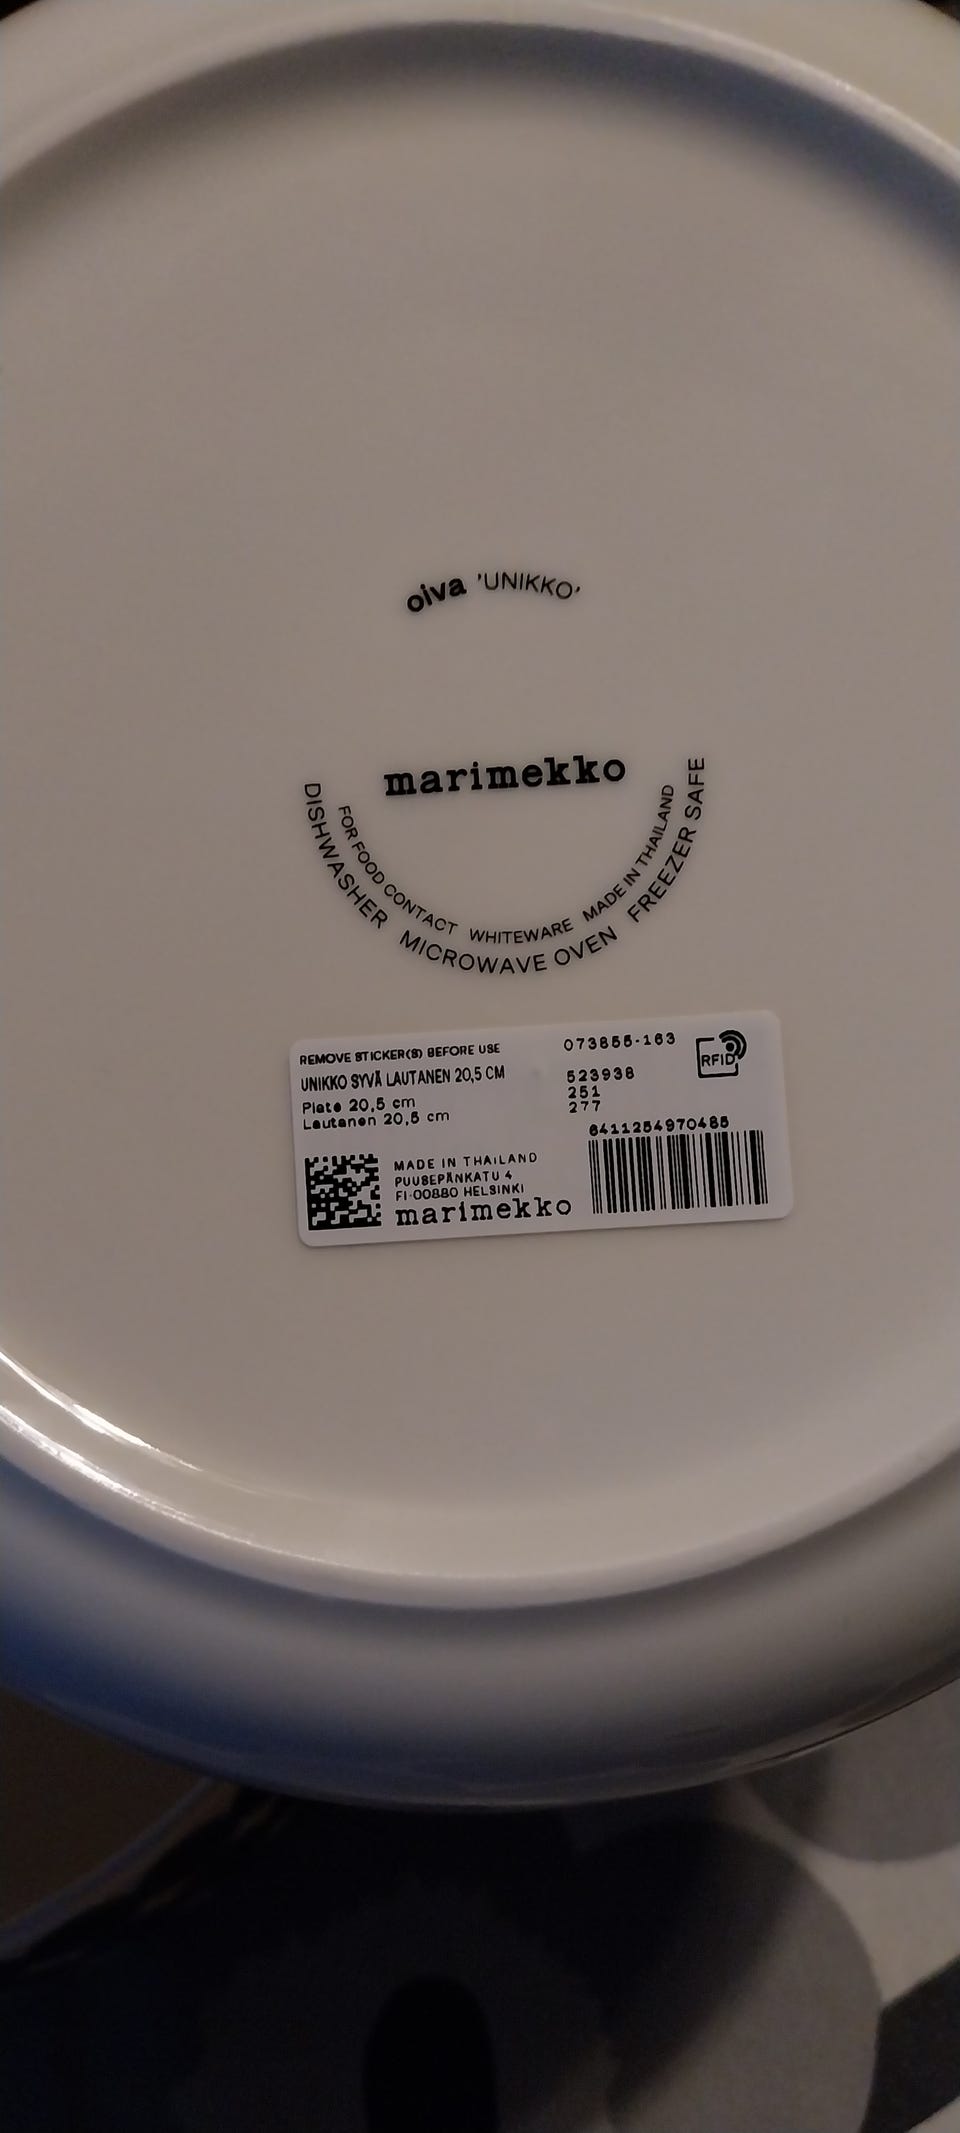 oiva 'UNIKKO'
marimekko
FOR FOOD CONTACT WHITEWARE MADE IN THAILAND
DISHWASHER MICROWAVE OVEN FREEZER SAFE
REMOVE STICKER(S) BEFORE USE
073855-163
RFID
UNIKKO SYVÄ LAUTANEN 20,5 CM
523938
Plate 20,5 cm
251
Lautanen 20,5 cm
277
6411254970485
MADE IN THAILAND
PUUSEPÄNKATU 4
FI-00880 HELSINKI
marimekko